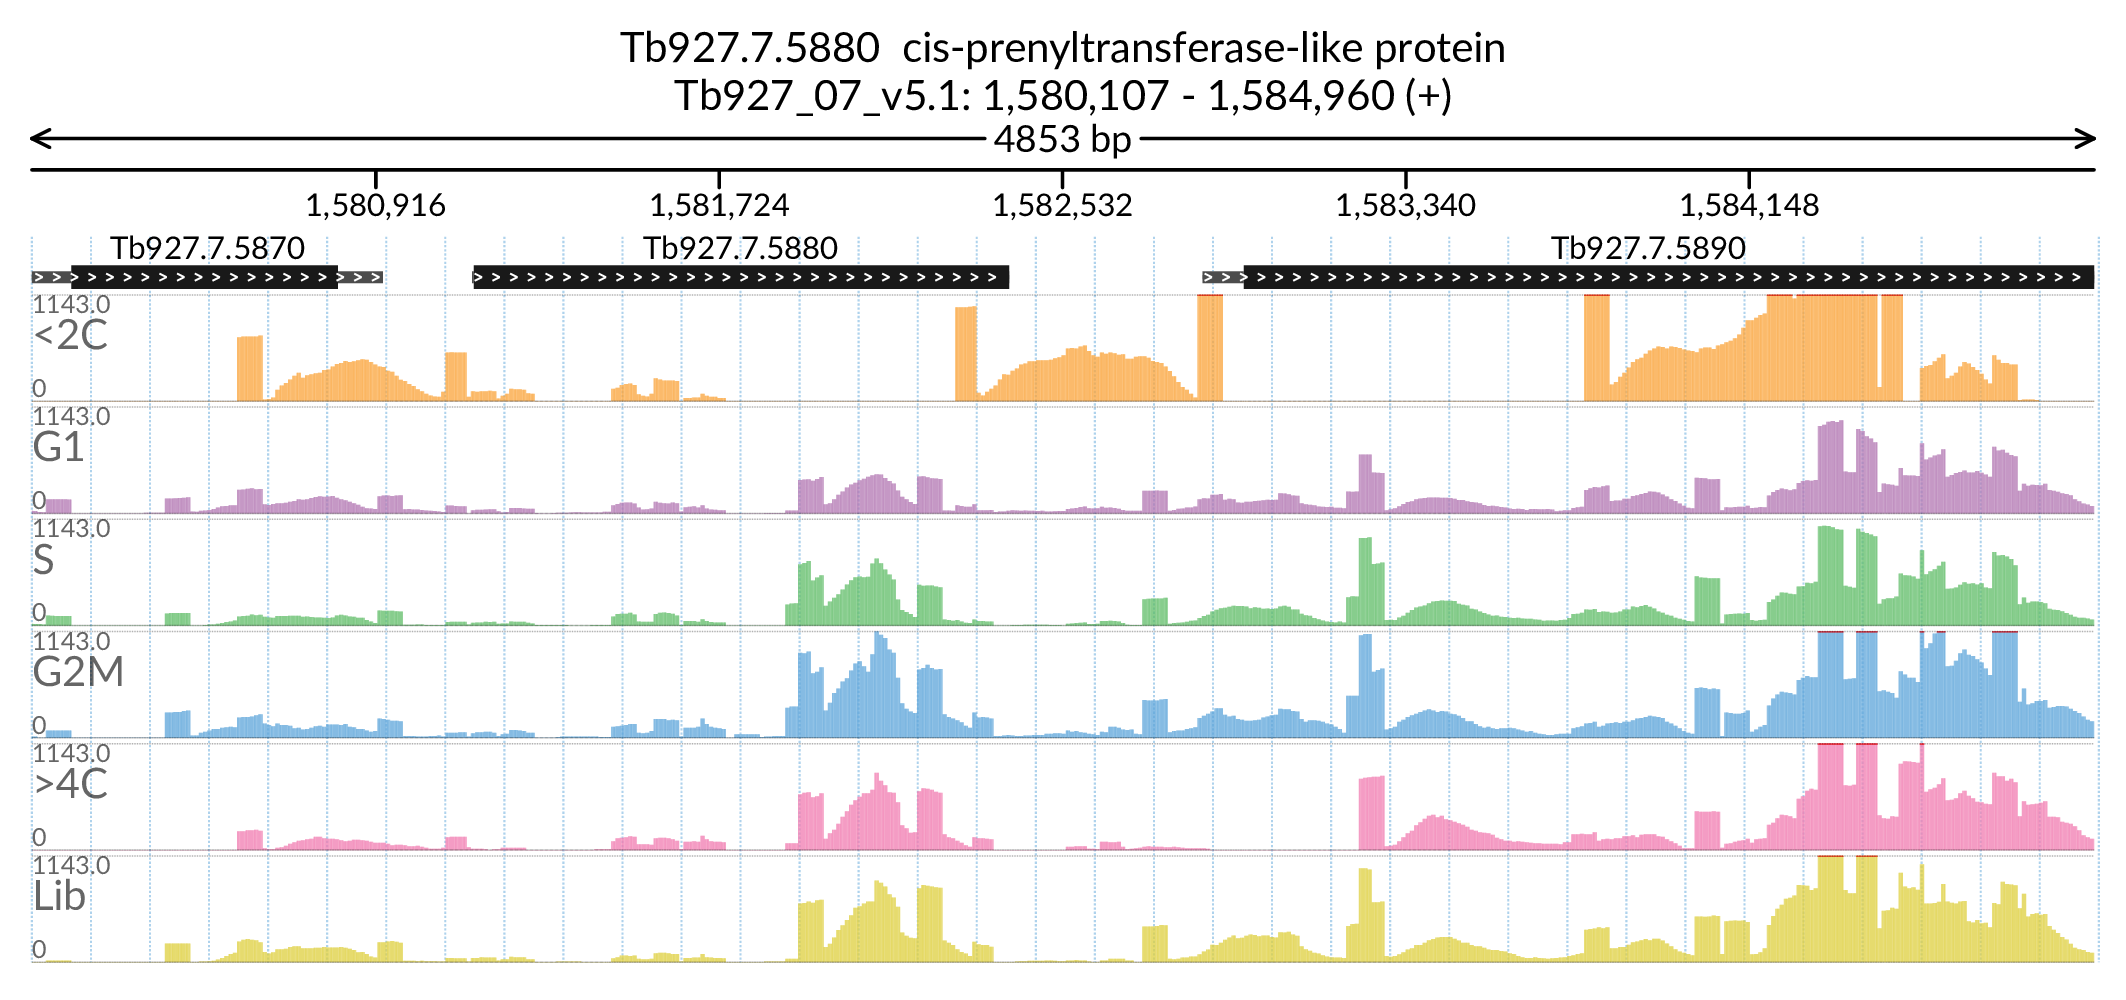 Tb927.7.5880  cis-prenyltransferase-like protein
Tb927_07_v5.1: 1,580,107 - 1,584,960 (+)
4853 bp
1,580,916 1,581,724 1,582,532 1,583,340 1,584,148
Tb927.7.5870 Tb927.7.5880 Tb927.7.5890
1143.0
<2C
0
1143.0
G1
0
1143.0
S
0
1143.0
G2M
0
1143.0
>4C
0
1143.0
Lib
0